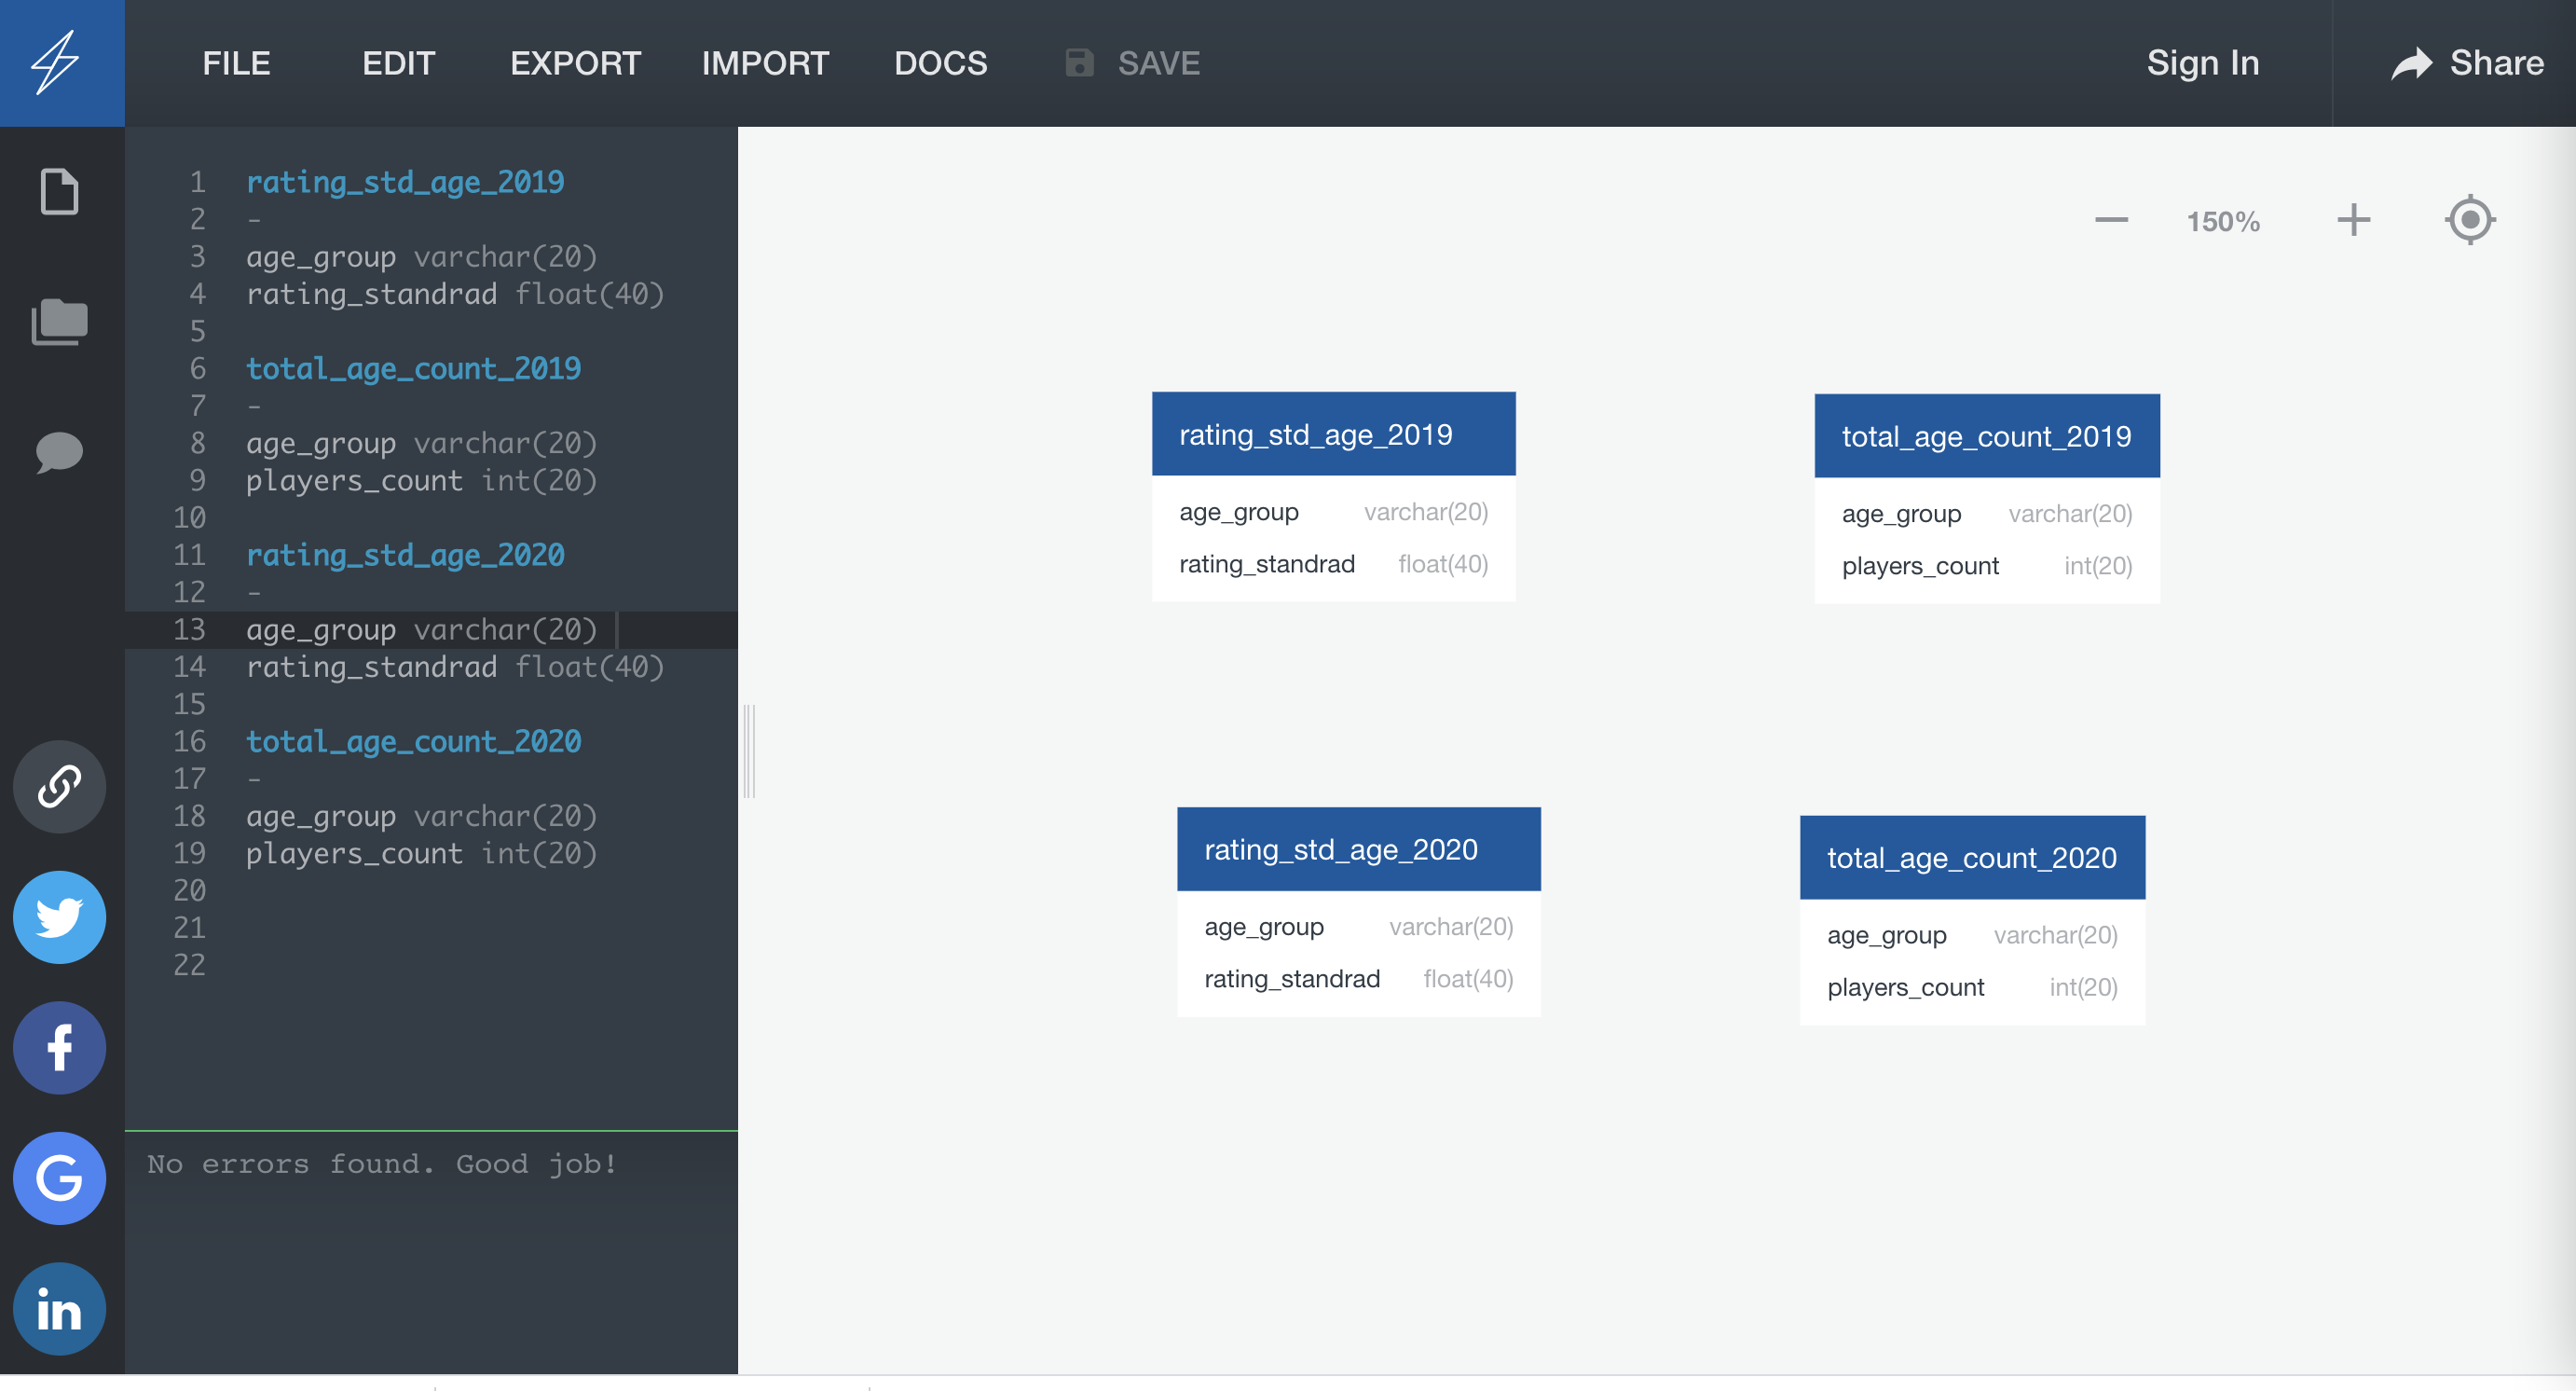 FILE EDIT EXPORT IMPORT DOCS SAVE Sign In Share
1 rating_std_age_2019
2 -
3 age_group varchar(20)
4 rating_standrad float(40)
5
6 total_age_count_2019
7 -
8 age_group varchar(20)
9 players_count int(20)
10
11 rating_std_age_2020
12 -
13 age_group varchar(20)
14 rating_standrad float(40)
15
16 total_age_count_2020
17 -
18 age_group varchar(20)
19 players_count int(20)
20
21
22
No errors found. Good job!
150%
rating_std_age_2019
age_group varchar(20)
rating_standrad float(40)
total_age_count_2019
age_group varchar(20)
players_count int(20)
rating_std_age_2020
age_group varchar(20)
rating_standrad float(40)
total_age_count_2020
age_group varchar(20)
players_count int(20)
f
G
in